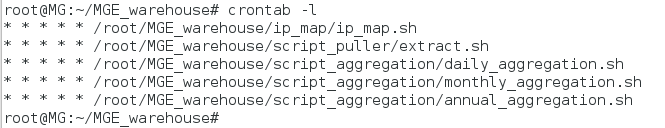 root@MG:~/MGE_warehouse# crontab -l
* * * * * /root/MGE_warehouse/ip_map/ip_map.sh
* * * * * /root/MGE_warehouse/script_puller/extract.sh
* * * * * /root/MGE_warehouse/script_aggregation/daily_aggregation.sh
* * * * * /root/MGE_warehouse/script_aggregation/monthly_aggregation.sh
* * * * * /root/MGE_warehouse/script_aggregation/annual_aggregation.sh
root@MG:~/MGE_warehouse#